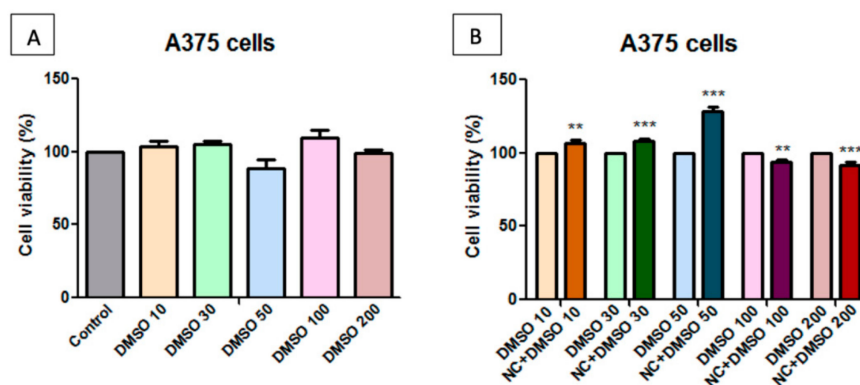 A
A375 cells
Cell viability (%)
150
100
50
0
Control
DMSO 10
DMSO 30
DMSO 50
DMSO 100
DMSO 200
B
A375 cells
Cell viability (%)
150
100
50
0
**
***
***
**
***
DMSO 10
NC+DMSO 10
DMSO 30
NC+DMSO 30
DMSO 50
NC+DMSO 50
DMSO 100
NC+DMSO 100
DMSO 200
NC+DMSO 200